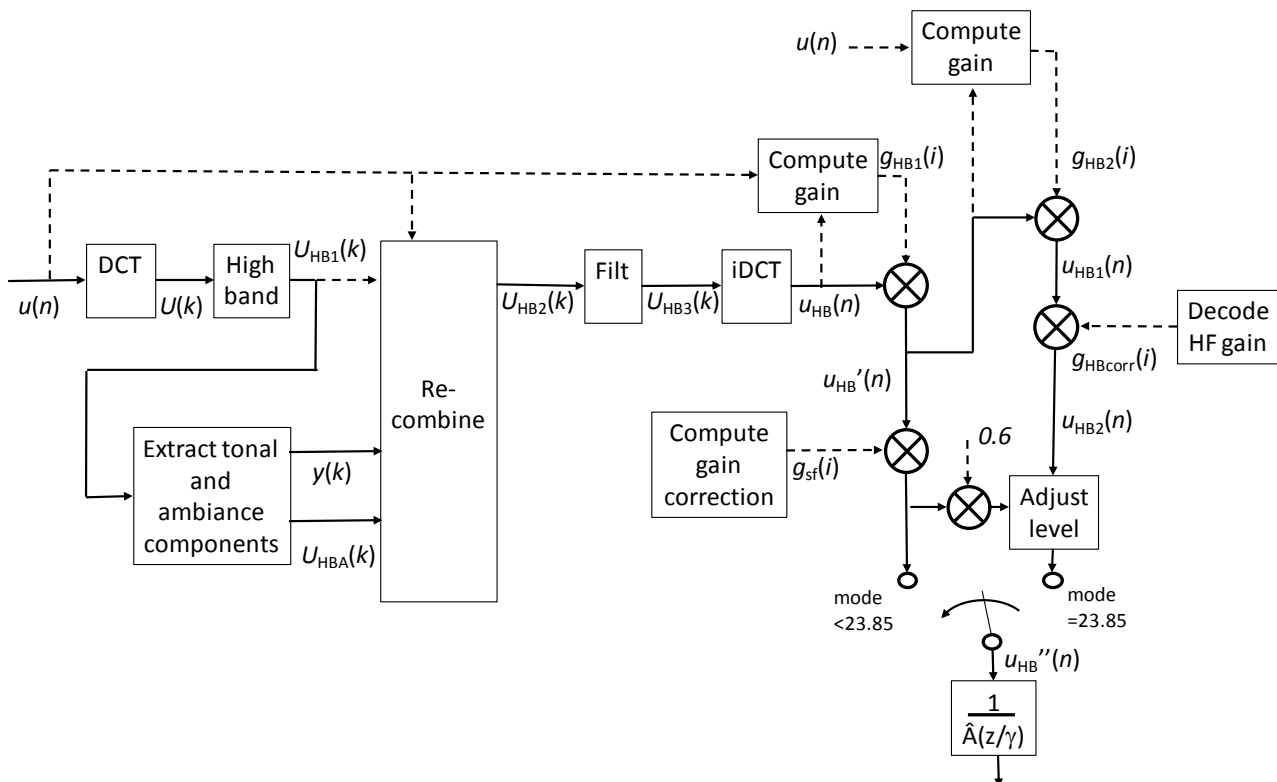 u(n)
Compute
gain
g_HB2(i)
Compute
gain
g_HB1(i)
u(n)
DCT
U(k)
High
band
U_HB1(k)
Re-
combine
U_HB2(k)
Filt
U_HB3(k)
iDCT
u_HB(n)
u_HB1(n)
Decode
HF gain
g_HBcorr(i)
u_HB'(n)
u_HB2(n)
Extract tonal
and
ambiance
components
y(k)
U_HBA(k)
Compute
gain
correction
g_sf(i)
0.6
Adjust
level
mode
<23.85
mode
=23.85
u_HB''(n)
1
Â(z/γ)